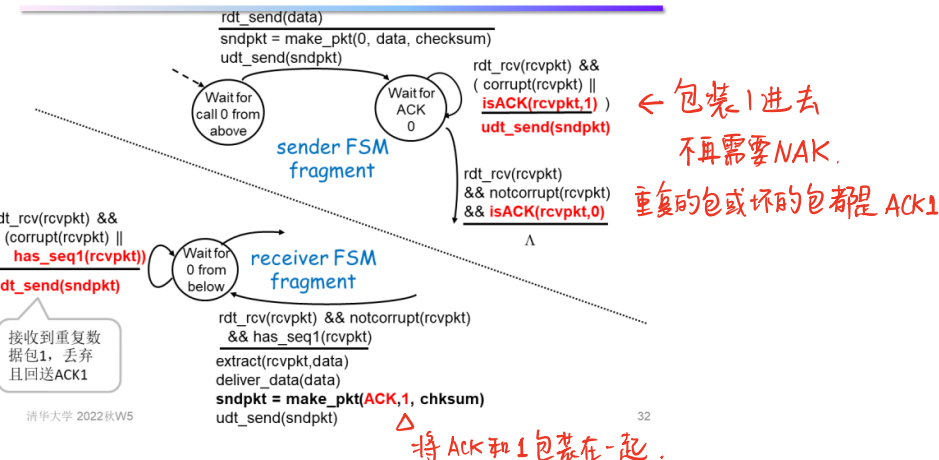 rdt_send(data)
sndpkt = make_pkt(0, data, checksum)
udt_send(sndpkt)
Wait for
call 0 from
above
Wait for
ACK
0
rdt_rcv(rcvpkt) &&
( corrupt(rcvpkt) ||
isACK(rcvpkt,1) )
udt_send(sndpkt)
← 包装1进去
不再需要NAK.
重复的包或坏的包都是 ACK1
sender FSM
fragment
rdt_rcv(rcvpkt)
&& notcorrupt(rcvpkt)
&& isACK(rcvpkt,0)
Λ
dt_rcv(rcvpkt) &&
(corrupt(rcvpkt) ||
has_seq1(rcvpkt))
dt_send(sndpkt)
Wait for
0 from
below
receiver FSM
fragment
rdt_rcv(rcvpkt) && notcorrupt(rcvpkt)
&& has_seq1(rcvpkt)
extract(rcvpkt,data)
deliver_data(data)
sndpkt = make_pkt(ACK,1, chksum)
udt_send(sndpkt)
接收到重复数
据包1，丢弃
且回送ACK1
清华大学 2022秋W5
32
将ACK和1包装在一起.